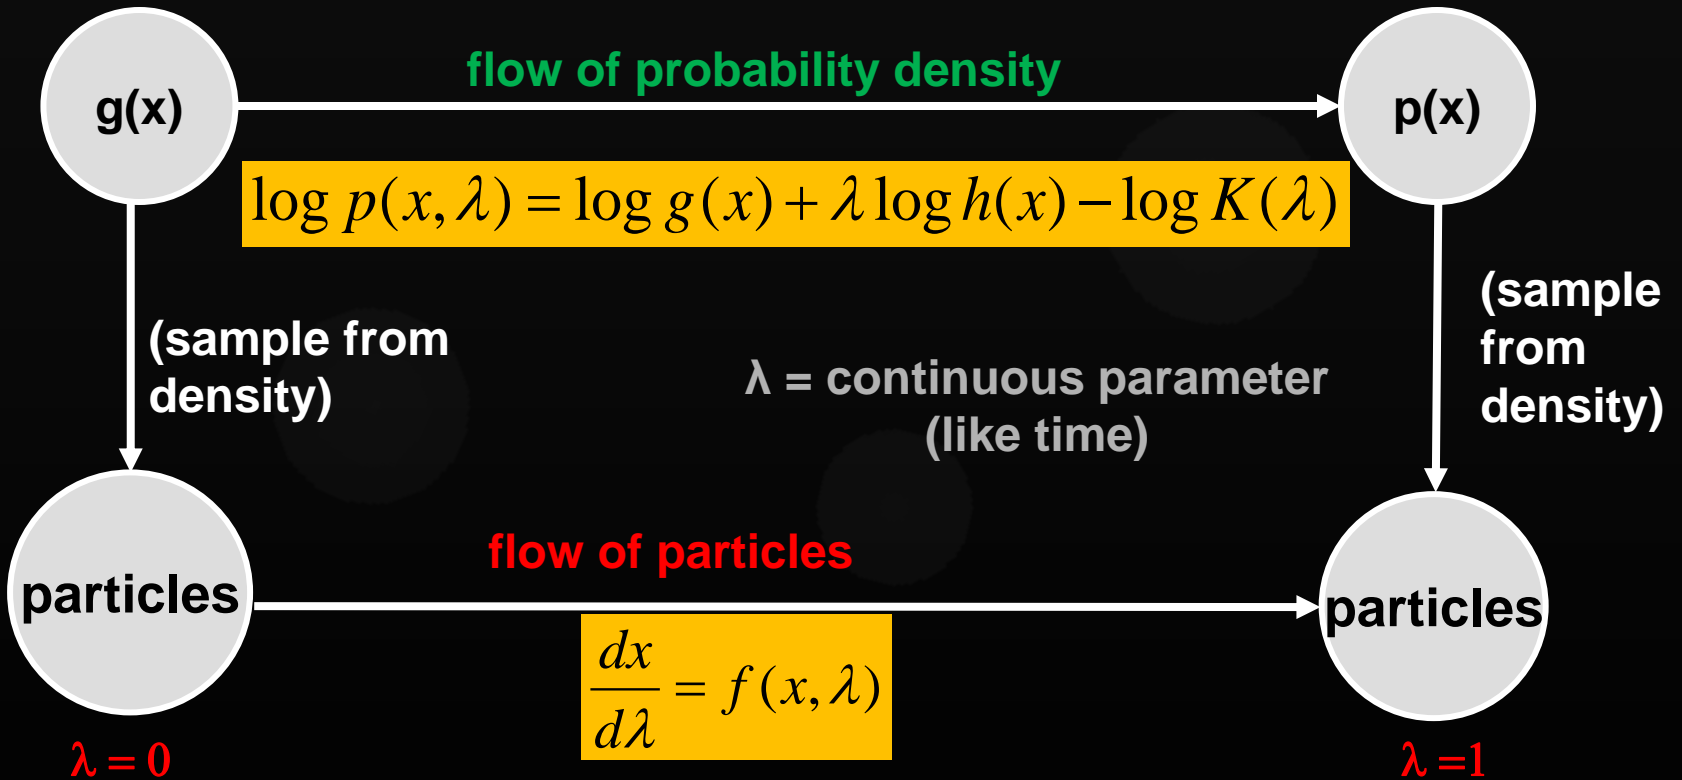 flow of probability density
g(x)
p(x)
log p(x, λ) = log g(x) + λ log h(x) − log K(λ)
(sample from
density)
λ = continuous parameter
(like time)
(sample
from
density)
flow of particles
particles
particles
dx/dλ = f(x, λ)
λ = 0
λ =1